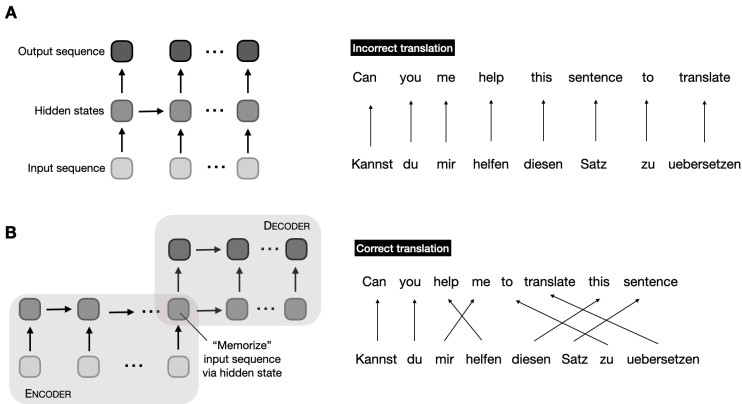 A
Output sequence
Hidden states
Input sequence
Incorrect translation
Can you me help this sentence to translate
Kannst du mir helfen diesen Satz zu uebersetzen
B
DECODER
"Memorize"
input sequence
via hidden state
ENCODER
Correct translation
Can you help me to translate this sentence
Kannst du mir helfen diesen Satz zu uebersetzen